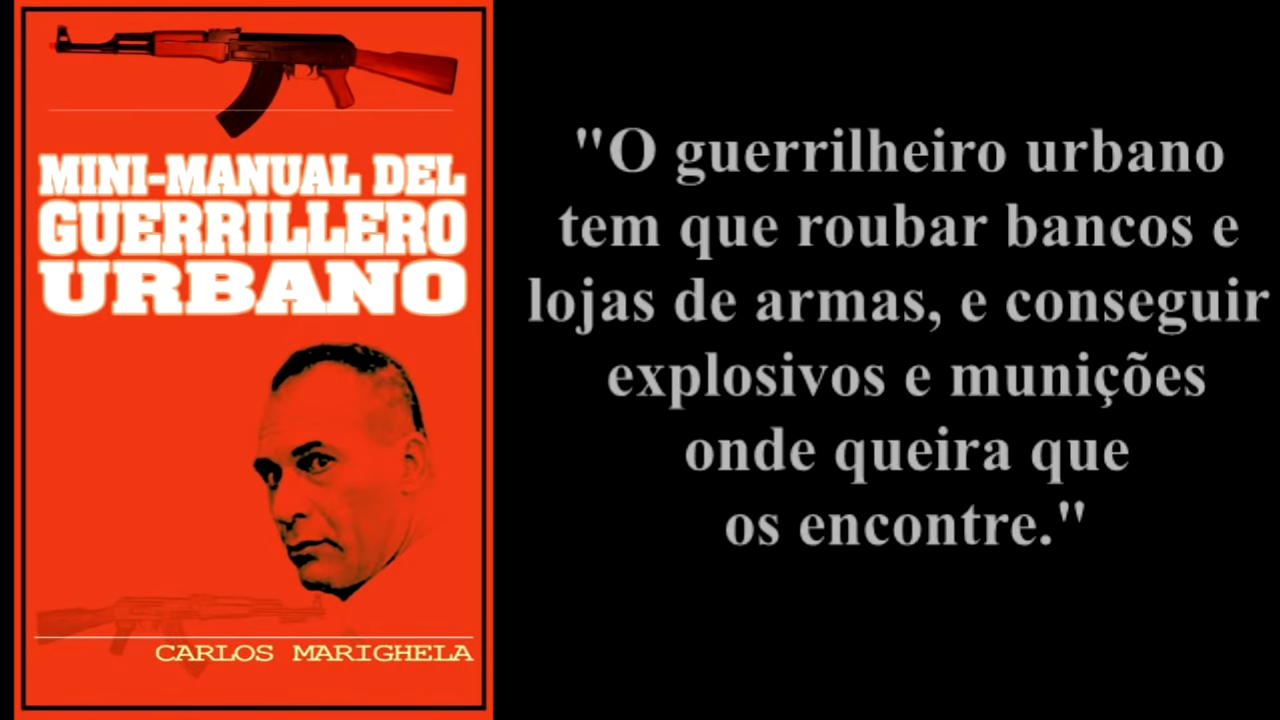 MINI-MANUAL DEL
GUERRILLERO
URBANO
CARLOS MARIGHELA
"O guerrilheiro urbano
tem que roubar bancos e
lojas de armas, e conseguir
explosivos e munições
onde queira que
os encontre."